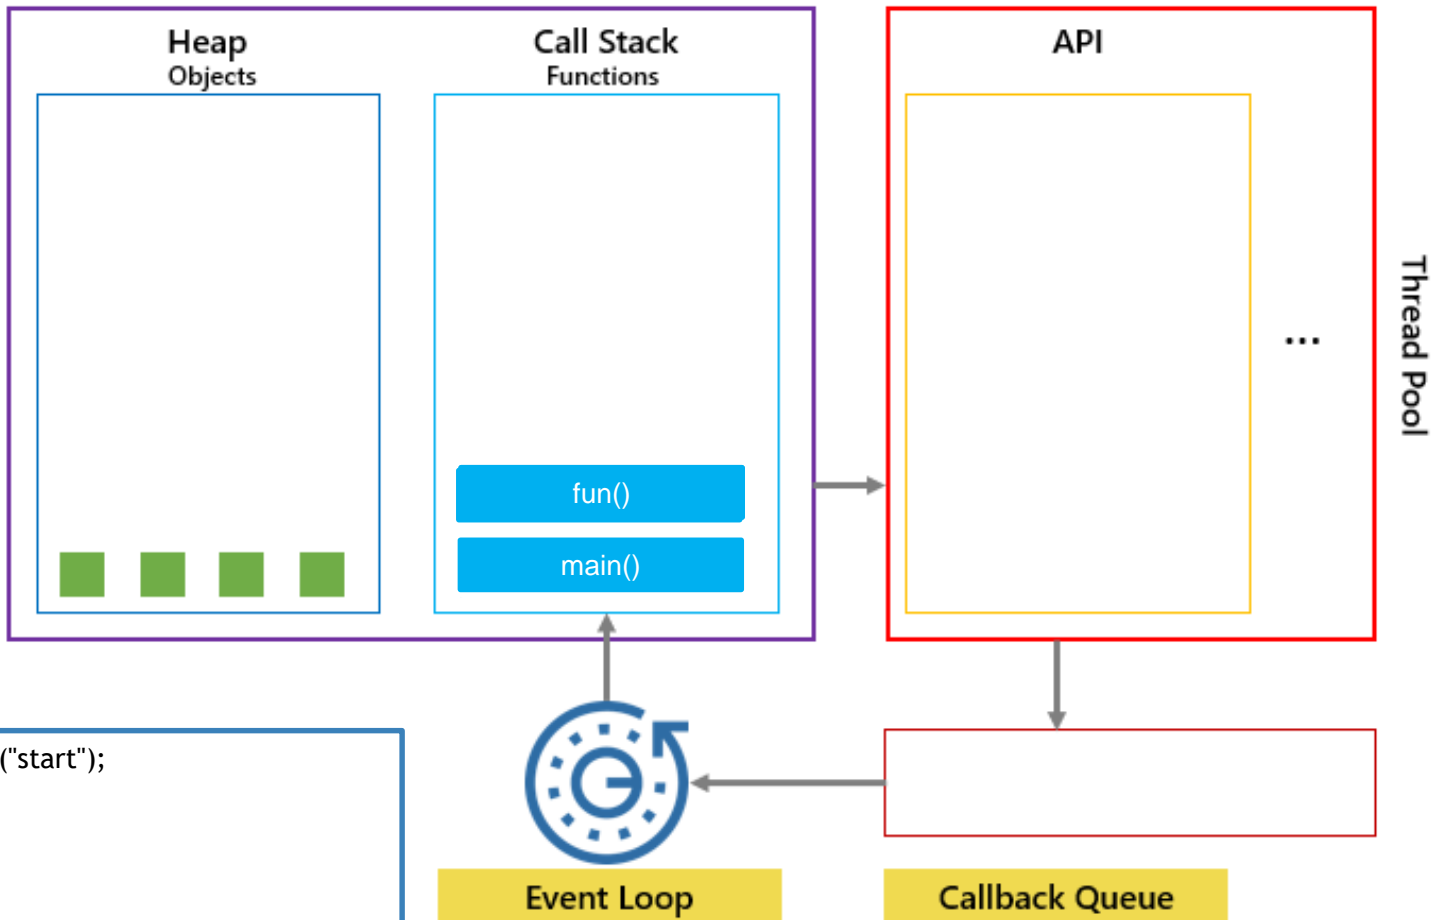 Heap
Objects
Call Stack
Functions
API
...
Thread Pool
fun()
main()
("start");
Event Loop
Callback Queue